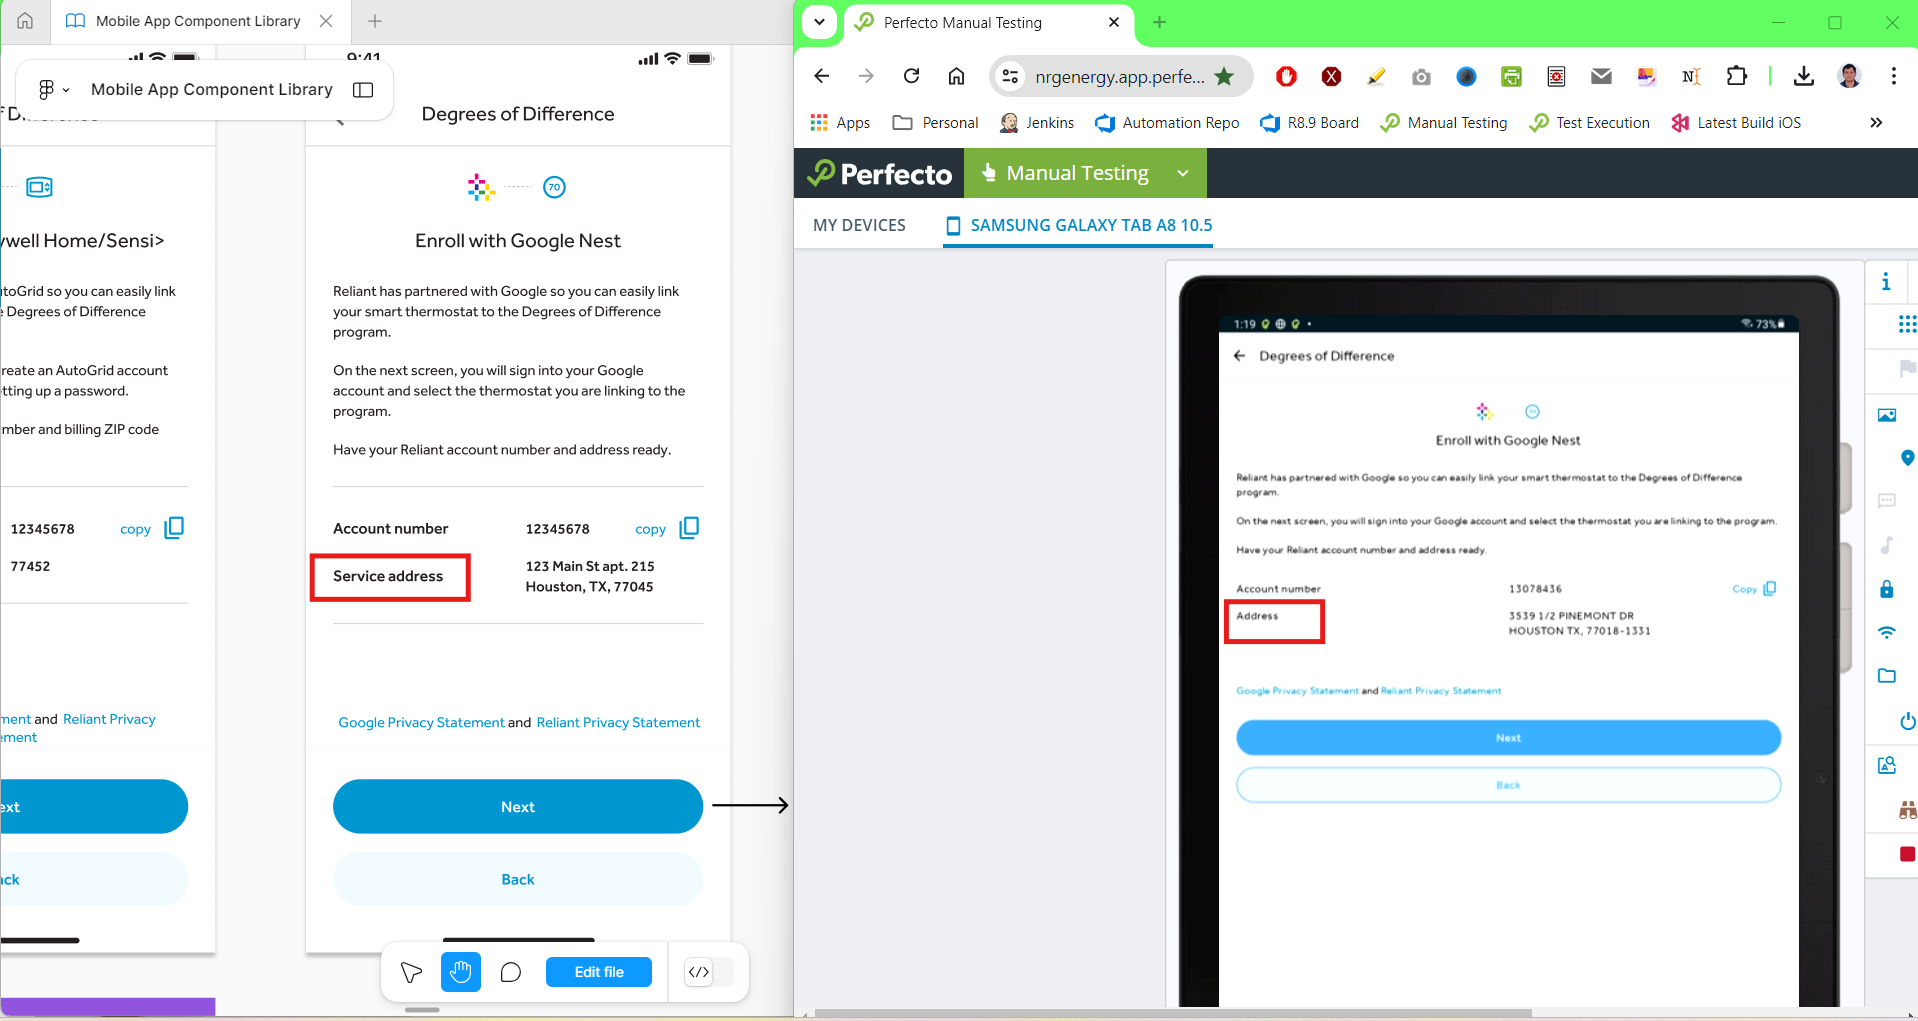 Mobile App Component Library
9:41
Mobile App Component Library
Degrees of Difference
70
ywell Home/Sensi>
Enroll with Google Nest
toGrid so you can easily link
Degrees of Difference
Reliant has partnered with Google so you can easily link
your smart thermostat to the Degrees of Difference
program.
reate an AutoGrid account
tting up a password.
On the next screen, you will sign into your Google
account and select the thermostat you are linking to the
program.
mber and billing ZIP code
Have your Reliant account number and address ready.
12345678 copy
77452
Account number 12345678 copy
Service address 123 Main St apt. 215
Houston, TX, 77045
ment and Reliant Privacy
ement
Google Privacy Statement and Reliant Privacy Statement
ext
Next
ack
Back
Edit file
Perfecto Manual Testing
nrgenergy.app.perfe...
Apps Personal Jenkins Automation Repo R8.9 Board Manual Testing Test Execution Latest Build iOS
Perfecto Manual Testing
MY DEVICES SAMSUNG GALAXY TAB A8 10.5
1:19 73%
Degrees of Difference
Enroll with Google Nest
Reliant has partnered with Google so you can easily link your smart thermostat to the Degrees of Difference
program.
On the next screen, you will sign into your Google account and select the thermostat you are linking to the program.
Have your Reliant account number and address ready.
Account number 13078436 Copy
Address 3539 1/2 PINEMONT DR
HOUSTON TX, 77018-1331
Google Privacy Statement and Reliant Privacy Statement
Next
Back